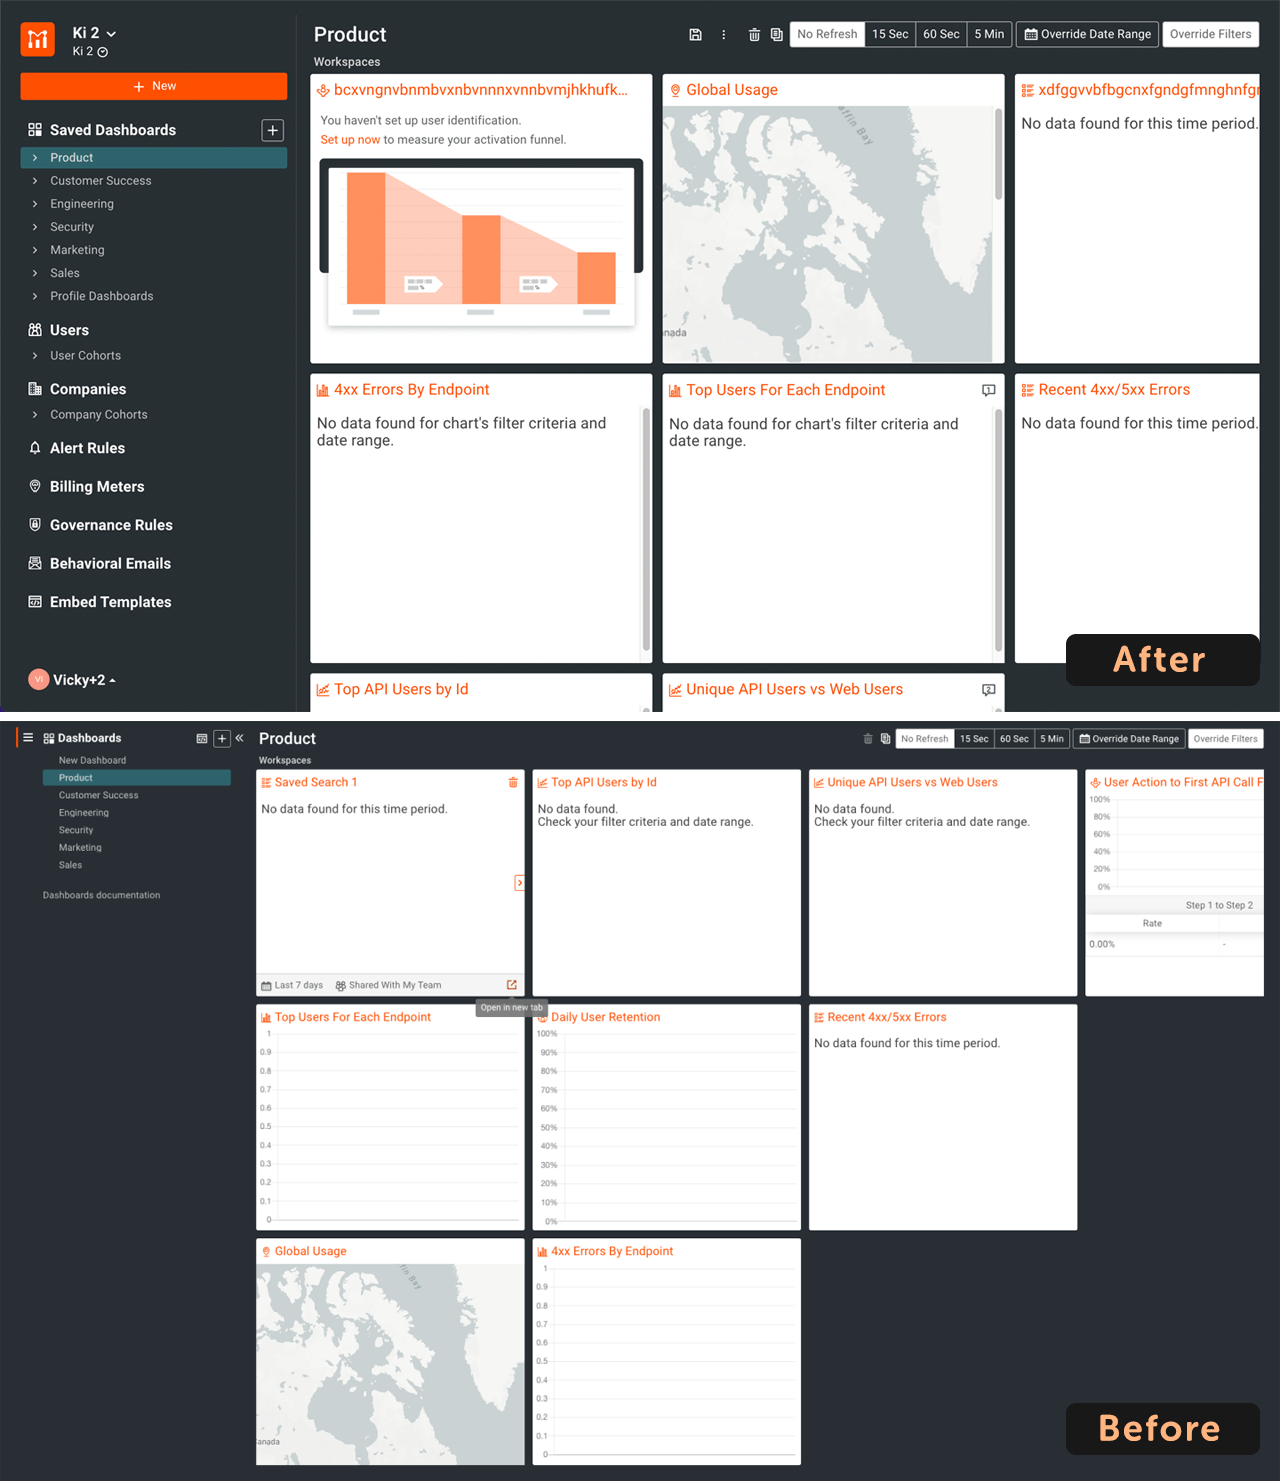 Ki 2
Ki 2
New
Saved Dashboards
Product
Customer Success
Engineering
Security
Marketing
Sales
Profile Dashboards
Users
User Cohorts
Companies
Company Cohorts
Alert Rules
Billing Meters
Governance Rules
Behavioral Emails
Embed Templates
VI Vicky+2
Product
No Refresh 15 Sec 60 Sec 5 Min Override Date Range Override Filters
Workspaces
bcxvngnvbnmbvxnbvnnnxvnnbvmjhkhufk...
You haven't set up user identification.
Set up now to measure your activation funnel.
%
%
Global Usage
affin Bay
nada
xdfggvvbfbgcnxfgndgfmnghnfgr
No data found for this time period.
4xx Errors By Endpoint
No data found for chart's filter criteria and
date range.
Top Users For Each Endpoint
1
No data found for chart's filter criteria and
date range.
Recent 4xx/5xx Errors
No data found for this time period.
After
Top API Users by Id
Unique API Users vs Web Users
2
Dashboards
New Dashboard
Product
Customer Success
Engineering
Security
Marketing
Sales
Dashboards documentation
Product
No Refresh 15 Sec 60 Sec 5 Min Override Date Range Override Filters
Workspaces
Saved Search 1
No data found for this time period.
Last 7 days Shared With My Team
Open in new tab
Top API Users by Id
No data found.
Check your filter criteria and date range.
Unique API Users vs Web Users
No data found.
Check your filter criteria and date range.
User Action to First API Call F
100%
80%
60%
40%
20%
0%
Step 1 to Step 2
Rate
0.00% -
Top Users For Each Endpoint
1
0.9
0.8
0.7
0.6
0.5
0.4
0.3
0.2
0.1
0
Daily User Retention
100%
90%
80%
70%
60%
50%
40%
30%
20%
10%
0%
Recent 4xx/5xx Errors
No data found for this time period.
Global Usage
ffin Bay
Canada
4xx Errors By Endpoint
1
0.9
0.8
0.7
0.6
0.5
0.4
0.3
0.2
0.1
0
Before